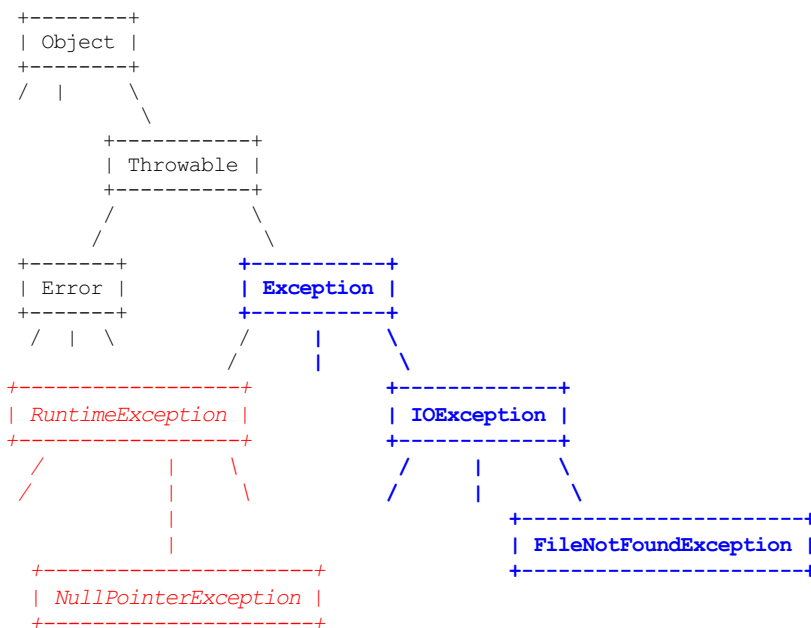 +--------+
| Object |
+--------+
/  |     \
          \
       +-----------+
       | Throwable |
       +-----------+
       /           \
      /             \
+-------+         +-----------+
| Error |         | Exception |
+-------+         +-----------+
 / | \           /     |     \
                /      |      \
+------------------+           +-------------+
| RuntimeException |           | IOException |
+------------------+           +-------------+
  /          |    \             /     |      \
 /           |     \           /      |       \
             |                            +-----------------------+
             |                            | FileNotFoundException |
  +----------------------+                +-----------------------+
  | NullPointerException |
  +----------------------+